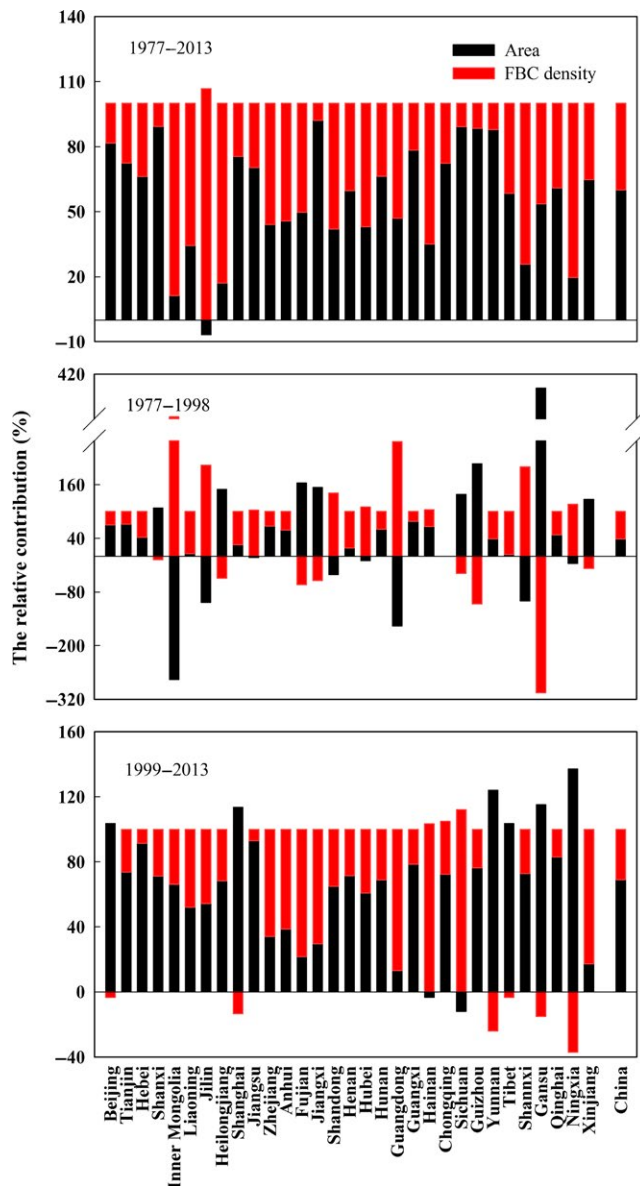 The relative contribution (%)
140
110
80
50
20
−10
1977−2013
Area
FBC density
420
160
40
−80
−200
−320
1977−1998
160
120
80
40
0
−40
1999−2013
Beijing
Tianjin
Hebei
Shanxi
Inner Mongolia
Liaoning
Jilin
Heilongjiang
Shanghai
Jiangsu
Zhejiang
Anhui
Fujian
Jiangxi
Shandong
Henan
Hubei
Hunan
Guangdong
Guangxi
Hainan
Chongqing
Sichuan
Guizhou
Yunnan
Tibet
Shannxi
Gansu
Qinghai
Ningxia
Xinjiang
China